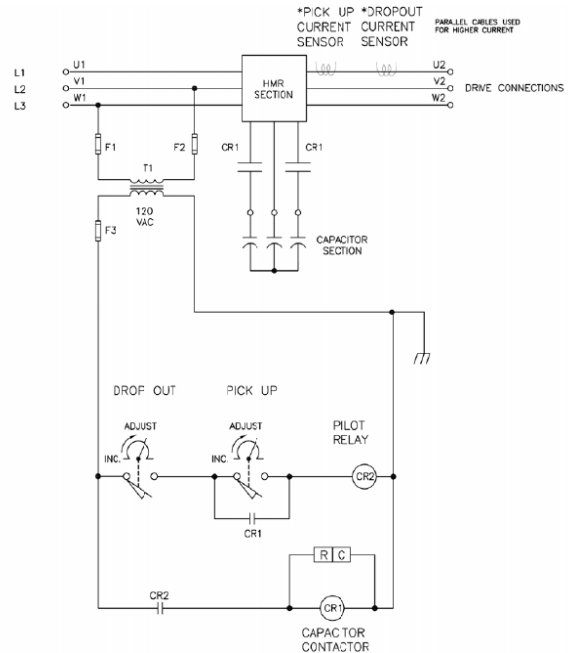 *PICK UP *DROPOUT
CURRENT CURRENT
SENSOR SENSOR
PARALLEL CABLES USED
FOR HIGHER CURRENT
L1 U1 U2
L2 V1 V2 DRIVE CONNECTIONS
L3 W1 W2
HMR
SECTION
F1 F2 CR1 CR1
T1
120
VAC
F3
CAPACITOR
SECTION
DROP OUT PICK UP
ADJUST ADJUST PILOT
RELAY
INC. INC. CR2
CR1
R C
CR2 CR1
CAPACTOR
CONTACTOR